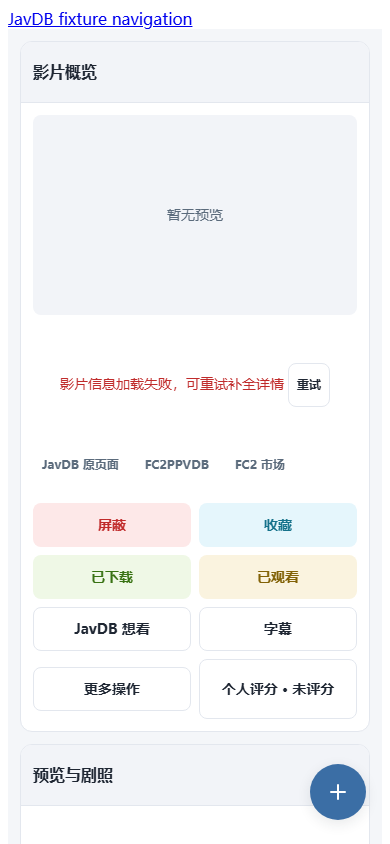 JavDB fixture navigation
影片概览
暂无预览
影片信息加载失败，可重试补全详情 重试
JavDB 原页面 FC2PPVDB FC2 市场
屏蔽 收藏
已下载 已观看
JavDB 想看 字幕
更多操作 个人评分 • 未评分
预览与剧照